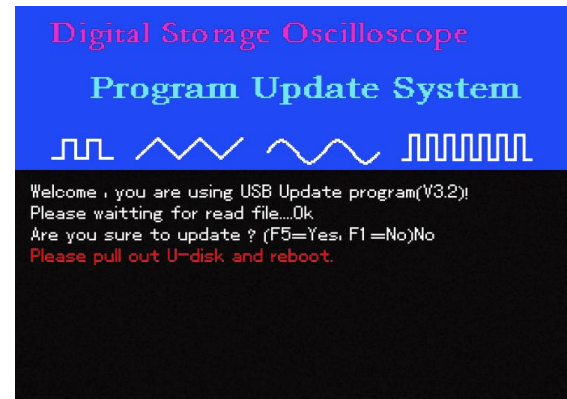 Digital Storage Oscilloscope
Program Update System
Welcome , you are using USB Update program(V3.2)!
Please waitting for read file....Ok
Are you sure to update ? (F5=Yes, F1=No)No
Please pull out U-disk and reboot.